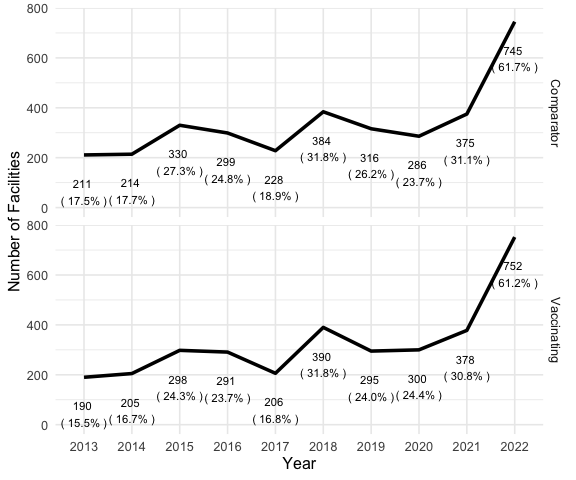 800
600
400
200
0
211
( 17.5% )
214
( 17.7% )
330
( 27.3% )
299
( 24.8% )
228
( 18.9% )
384
( 31.8% )
316
( 26.2% )
286
( 23.7% )
375
( 31.1% )
745
( 61.7% )
Comparator
Number of Facilities
800
600
400
200
0
190
( 15.5% )
205
( 16.7% )
298
( 24.3% )
291
( 23.7% )
206
( 16.8% )
390
( 31.8% )
295
( 24.0% )
300
( 24.4% )
378
( 30.8% )
752
( 61.2% )
Vaccinating
2013 2014 2015 2016 2017 2018 2019 2020 2021 2022
Year